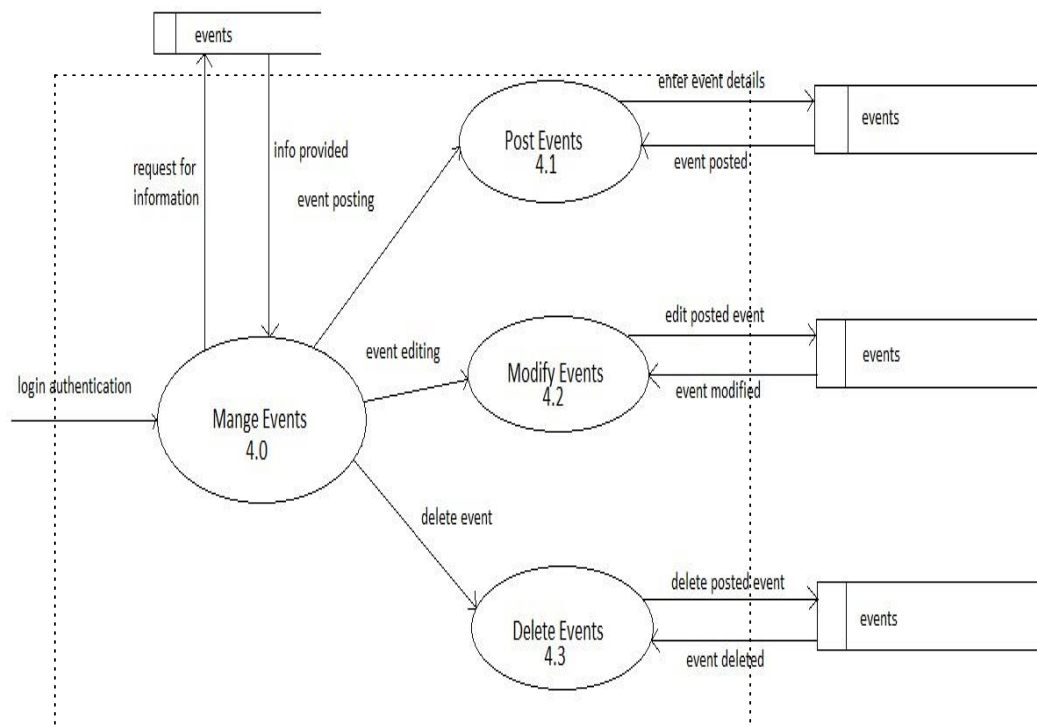 events
enter event details
events
Post Events
4.1
event posted
info provided
request for
information
event posting
edit posted event
events
event editing
Modify Events
4.2
event modified
login authentication
Mange Events
4.0
delete event
delete posted event
events
Delete Events
4.3
event deleted